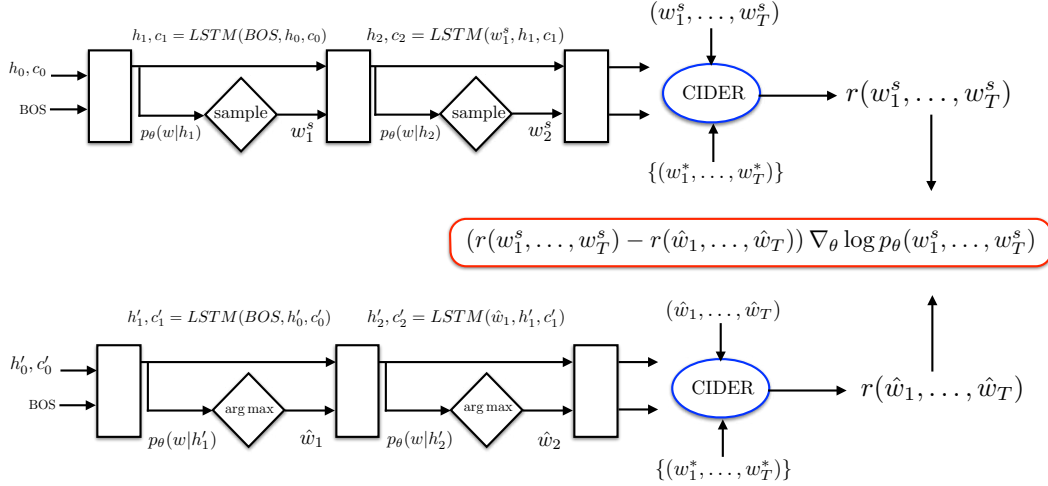 (w_1^s, . . . , w_T^s)
h_1, c_1 = LSTM(BOS, h_0, c_0)
h_2, c_2 = LSTM(w_1^s, h_1, c_1)
h_0, c_0
BOS
sample
sample
CIDER
r(w_1^s, . . . , w_T^s)
p_θ(w|h_1)
w_1^s
p_θ(w|h_2)
w_2^s
{(w_1^*, . . . , w_T^*)}
(r(w_1^s, . . . , w_T^s) − r(ŵ_1, . . . , ŵ_T)) ∇_θ log p_θ(w_1^s, . . . , w_T^s)
h'_1, c'_1 = LSTM(BOS, h'_0, c'_0)
h'_2, c'_2 = LSTM(ŵ_1, h'_1, c'_1)
(ŵ_1, . . . , ŵ_T)
h'_0, c'_0
BOS
arg max
arg max
CIDER
r(ŵ_1, . . . , ŵ_T)
p_θ(w|h'_1)
ŵ_1
p_θ(w|h'_2)
ŵ_2
{(w_1^*, . . . , w_T^*)}